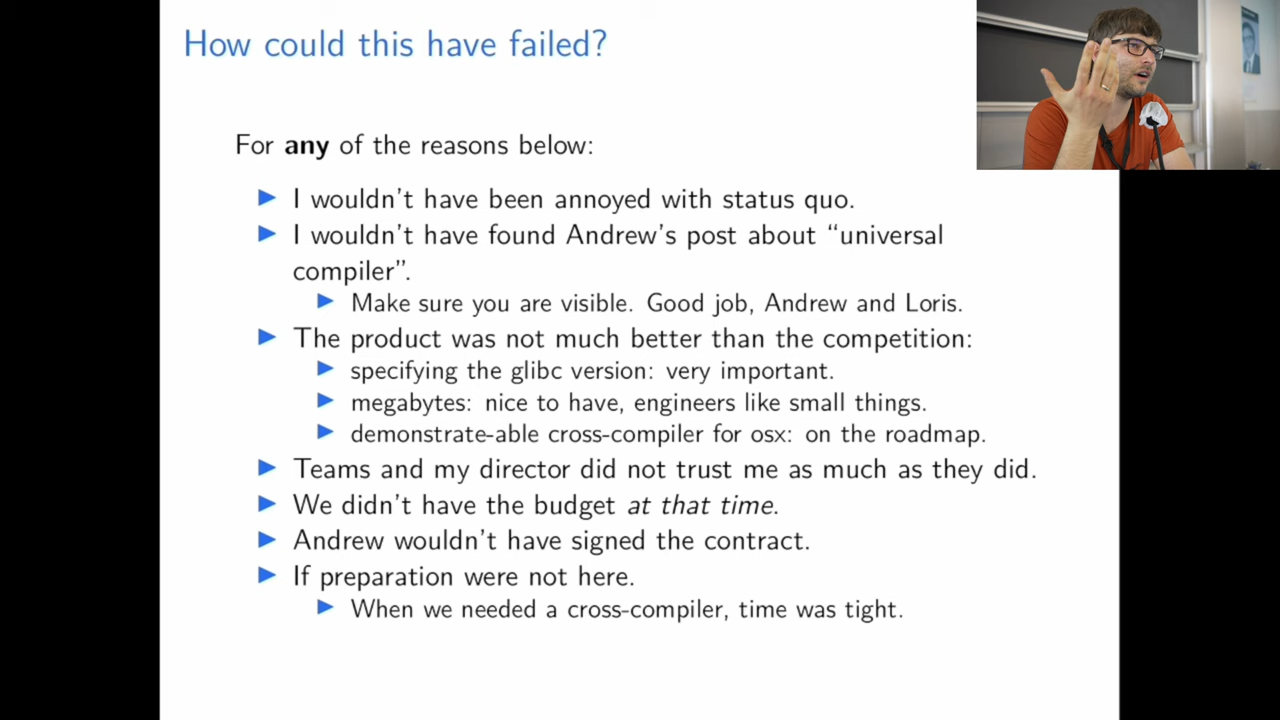 How could this have failed?
For any of the reasons below:
I wouldn't have been annoyed with status quo.
I wouldn't have found Andrew's post about “universal
compiler”.
Make sure you are visible. Good job, Andrew and Loris.
The product was not much better than the competition:
specifying the glibc version: very important.
megabytes: nice to have, engineers like small things.
demonstrate-able cross-compiler for osx: on the roadmap.
Teams and my director did not trust me as much as they did.
We didn't have the budget at that time.
Andrew wouldn't have signed the contract.
If preparation were not here.
When we needed a cross-compiler, time was tight.